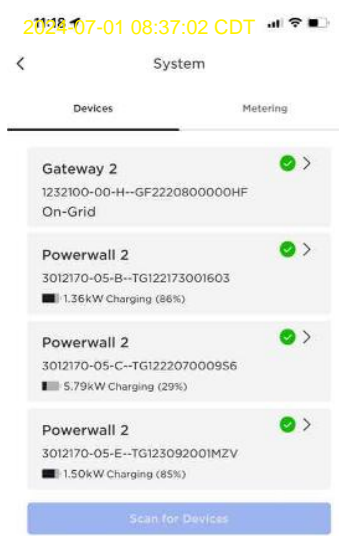 11:18
2024-07-01 08:37:02 CDT
System
Devices Metering
Gateway 2
1232100-00-H--GF2220800000HF
On-Grid
Powerwall 2
3012170-05-B--TG122173001603
1.36kW Charging (86%)
Powerwall 2
3012170-05-C--TG1222070009S6
5.79kW Charging (29%)
Powerwall 2
3012170-05-E--TG123092001MZV
1.50kW Charging (85%)
Scan for Devices